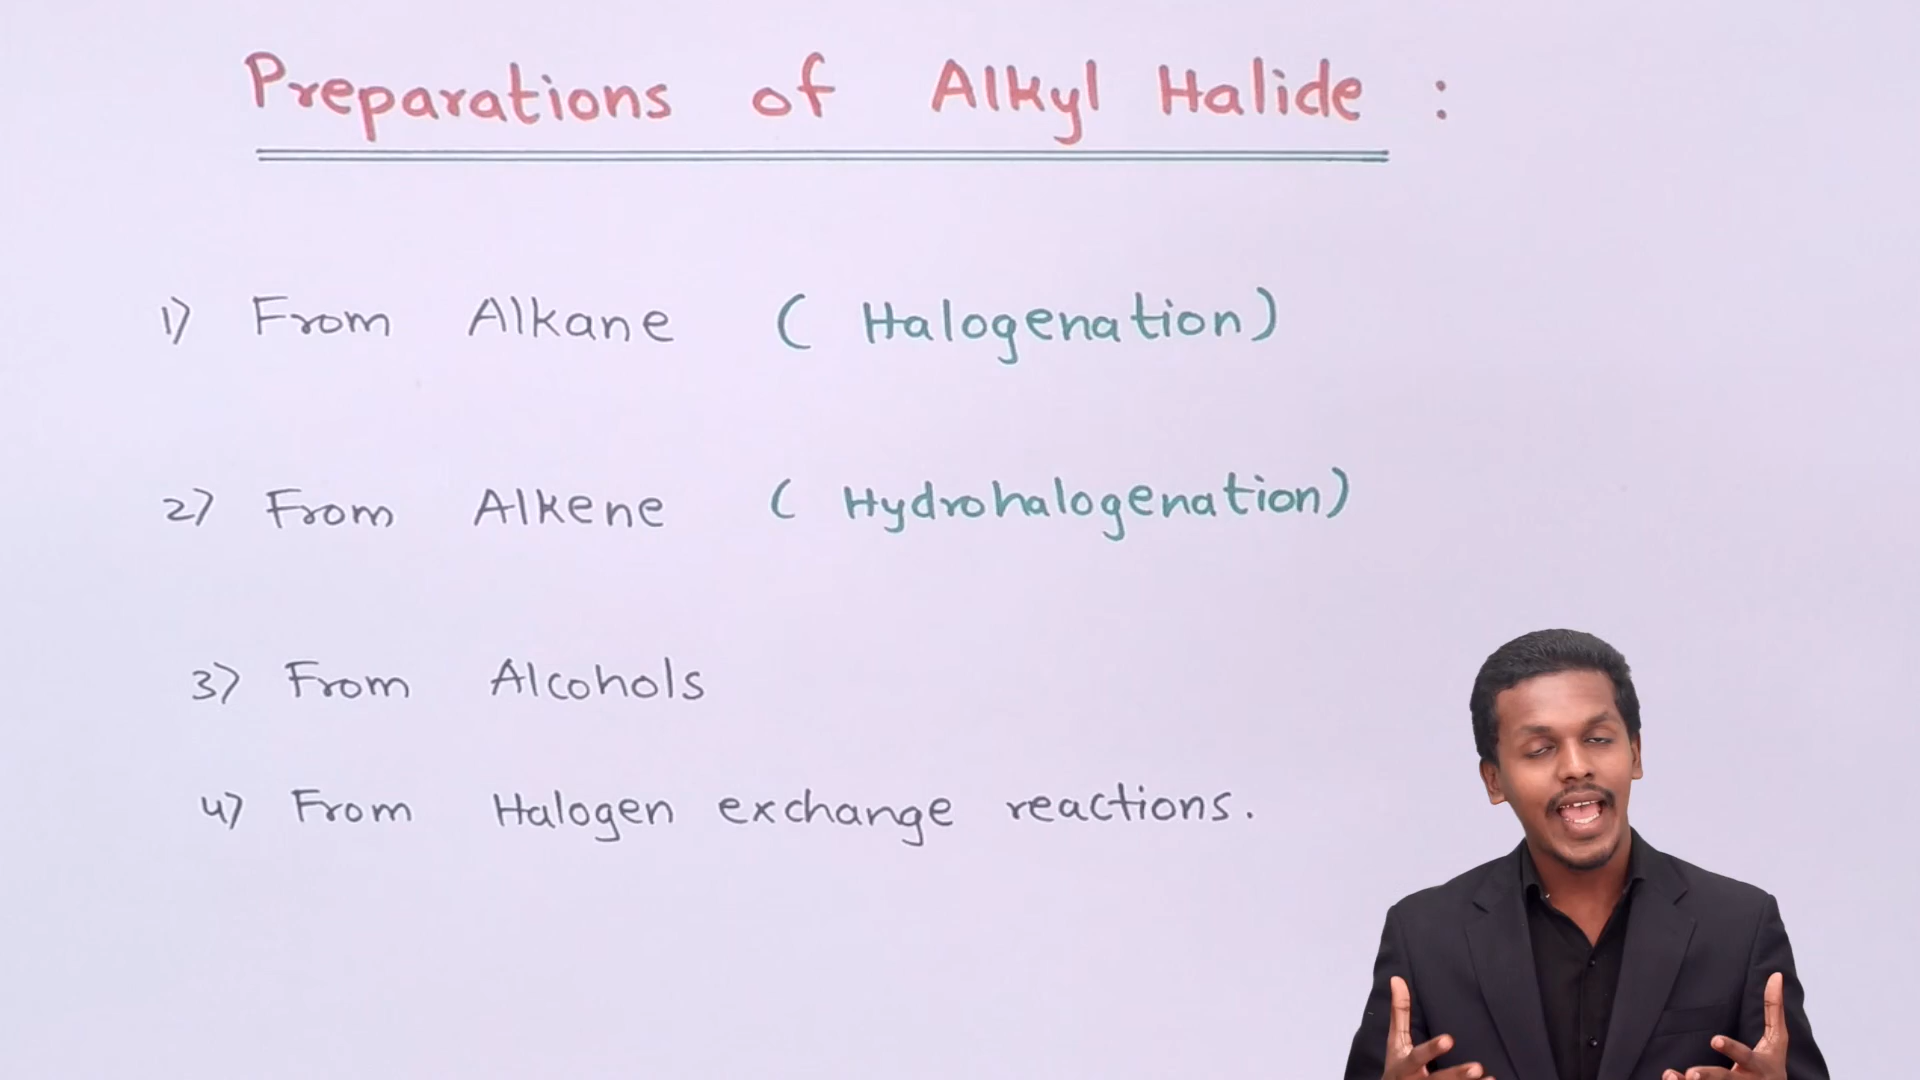 Preparations of Alkyl Halide :
1) From Alkane ( Halogenation)
2) From Alkene ( Hydrohalogenation)
3) From Alcohols
4) From Halogen exchange reactions.